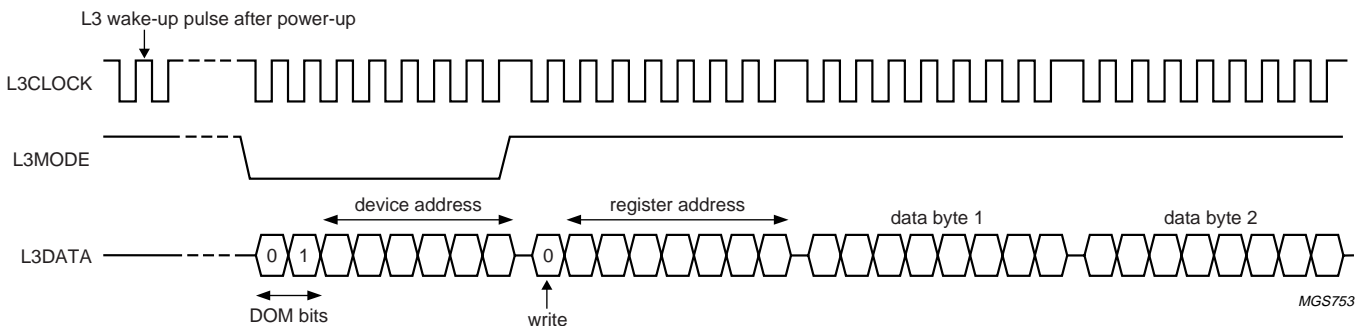 L3 wake-up pulse after power-up
L3CLOCK
L3MODE
device address
register address
data byte 1
data byte 2
L3DATA
0 1
0
DOM bits
write
MGS753